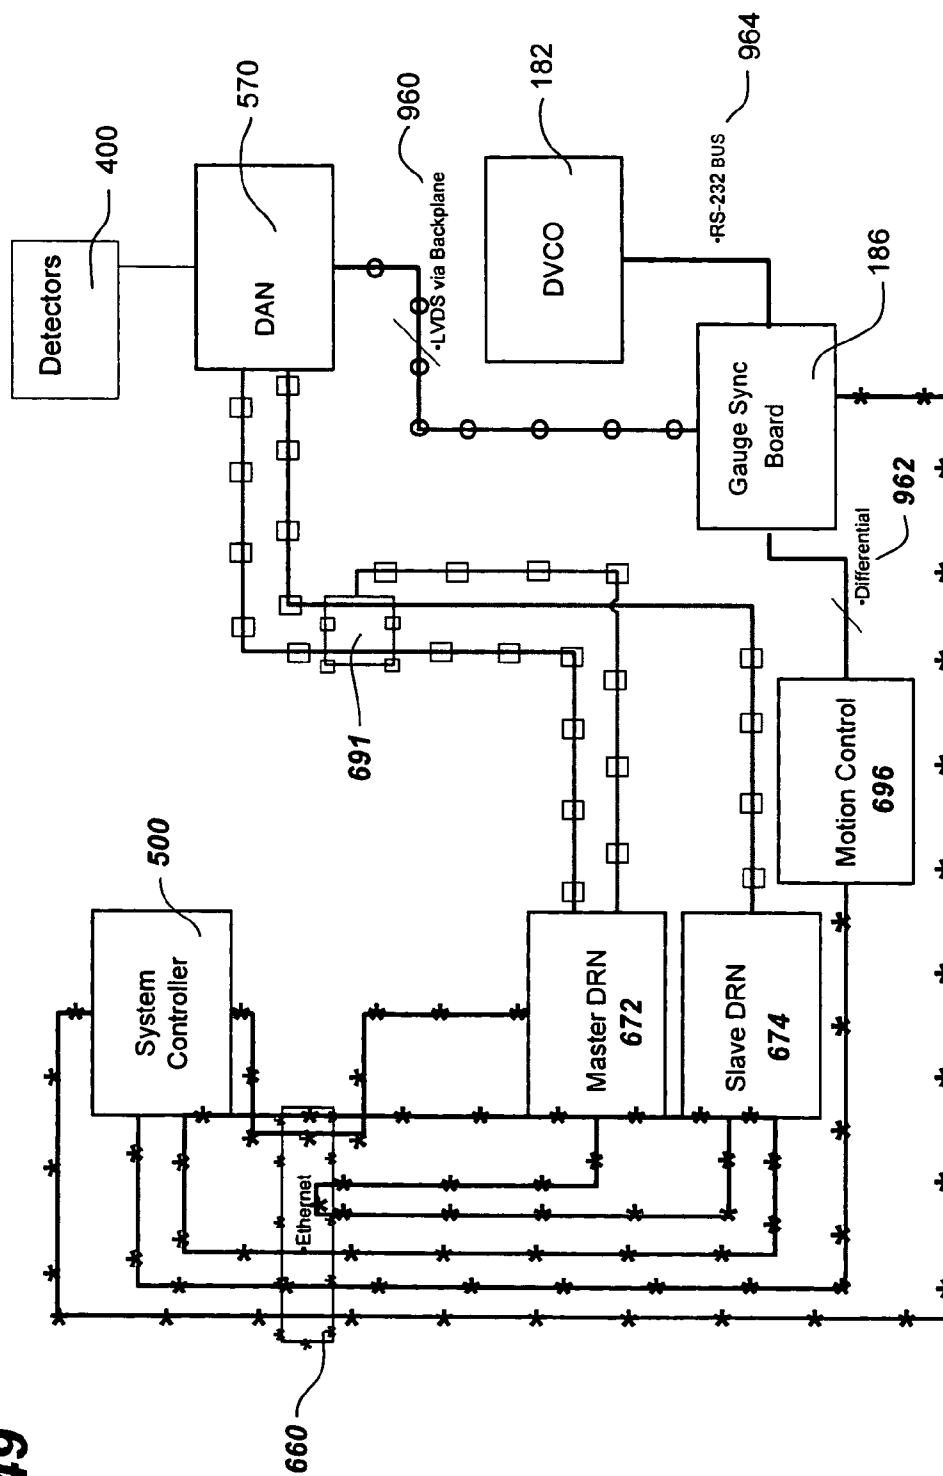 49
Detectors
400
DAN
570
•LVDS via Backplane
960
DVCO
182
•RS-232 BUS
964
Gauge Sync
Board
186
•Differential
962
691
System
Controller
500
Master DRN
672
Slave DRN
674
Motion Control
696
•Ethernet
660